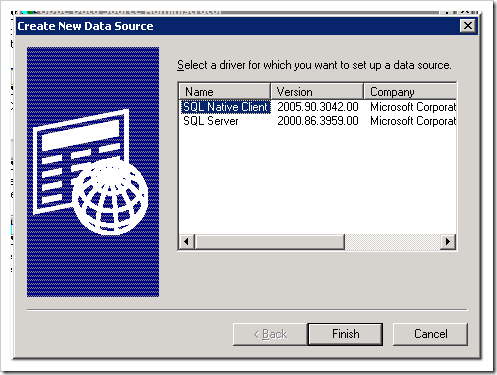 Create New Data Source
Select a driver for which you want to set up a data source.
Name Version Company
SQL Native Client 2005.90.3042.00 Microsoft Corporat
SQL Server 2000.86.3959.00 Microsoft Corporat
< Back Finish Cancel